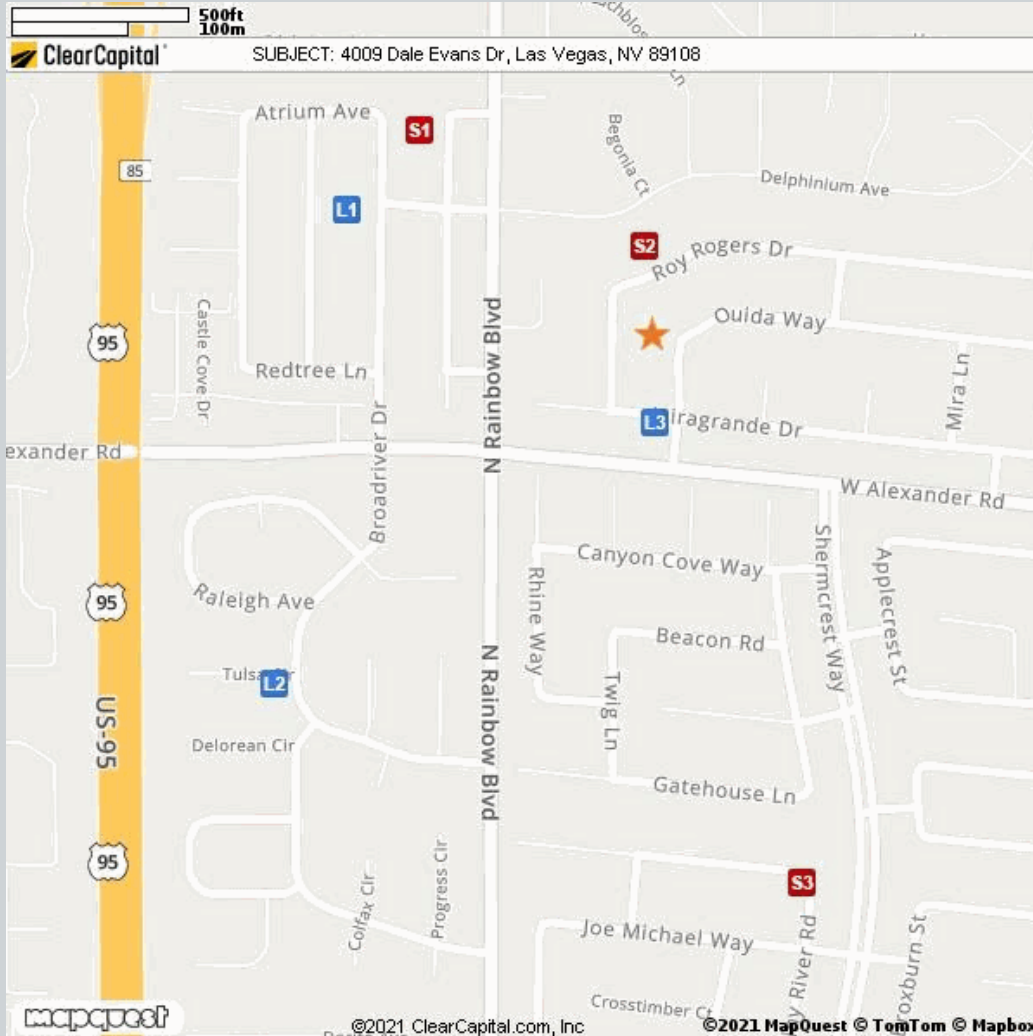 500ft
100m
ClearCapital
SUBJECT: 4009 Dale Evans Dr, Las Vegas, NV 89108
Atrium Ave
S1
85
Begonia Ct
Delphinium Ave
L1
S2
Roy Rogers Dr
Castle Cove Dr
N Rainbow Blvd
Ouida Way
95
Mira Ln
Redtree Ln
Broadriver Dr
L3
iragrande Dr
exander Rd
W Alexander Rd
Canyon Cove Way
Shermcrest Way
Applecrest St
95
Raleigh Ave
Rhine Way
Beacon Rd
L2
Twig Ln
US-95
N Rainbow Blvd
Delorean Cir
Gatehouse Ln
95
Colfax Cir
Progress Cir
S3
Joe Michael Way
y River Rd
oxburn St
Crosstimber Ct
mapquest
©2021 ClearCapital.com, Inc
©2021 MapQuest © TomTom © Mapbo